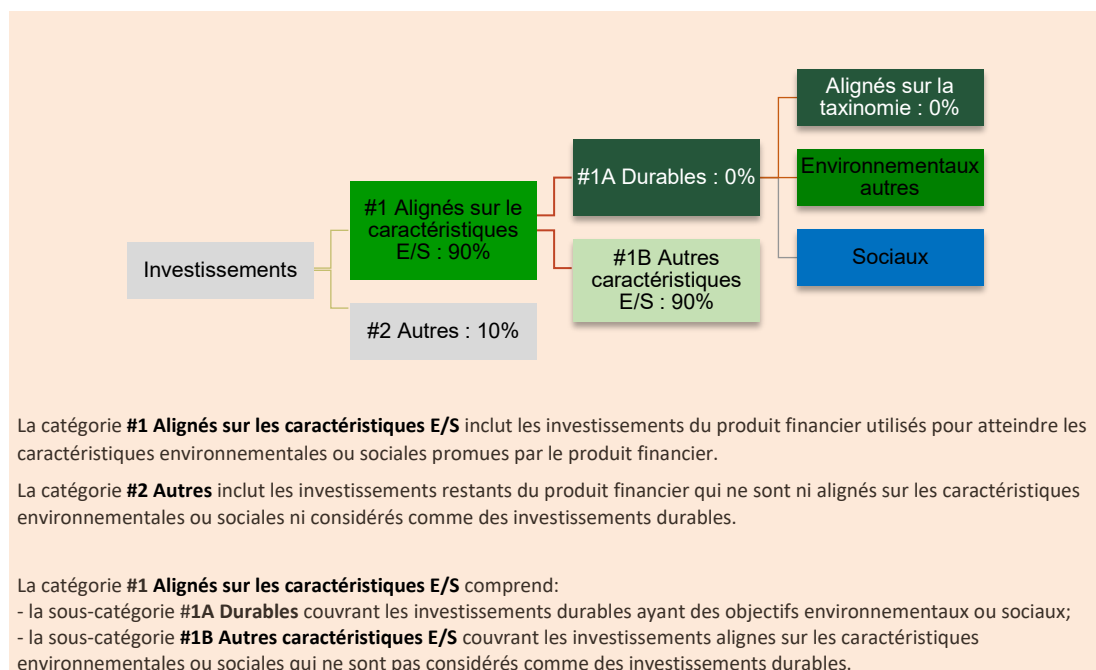 Alignés sur la
taxinomie : 0%
#1A Durables : 0%
Environnementaux
autres
#1 Alignés sur le
caractéristiques
E/S : 90%
Investissements
#1B Autres
caractéristiques
E/S : 90%
Sociaux
#2 Autres : 10%
La catégorie #1 Alignés sur les caractéristiques E/S inclut les investissements du produit financier utilisés pour atteindre les
caractéristiques environnementales ou sociales promues par le produit financier.
La catégorie #2 Autres inclut les investissements restants du produit financier qui ne sont ni alignés sur les caractéristiques
environnementales ou sociales ni considérés comme des investissements durables.
La catégorie #1 Alignés sur les caractéristiques E/S comprend:
- la sous-catégorie #1A Durables couvrant les investissements durables ayant des objectifs environnementaux ou sociaux;
- la sous-catégorie #1B Autres caractéristiques E/S couvrant les investissements alignes sur les caractéristiques
environnementales ou sociales qui ne sont pas considérés comme des investissements durables.